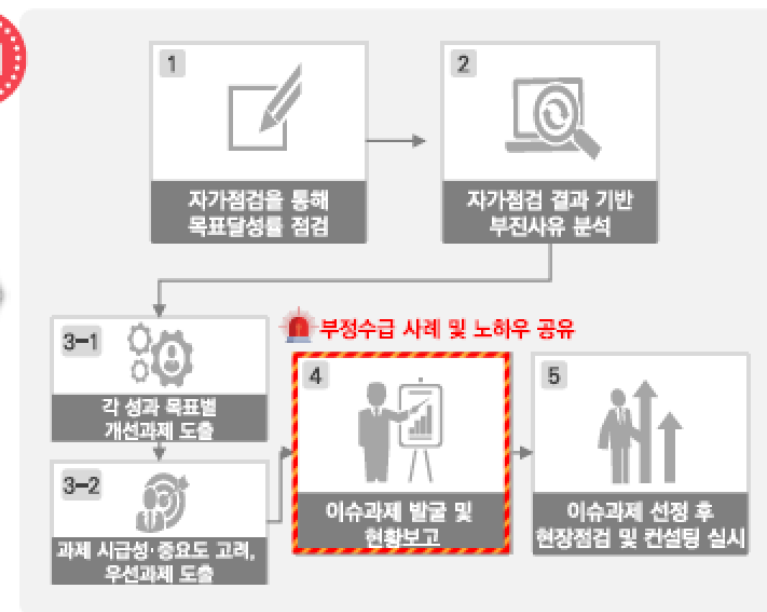 1
자가점검을 통해
목표달성률 점검
2
자가점검 결과 기반
부진사유 분석
3-1
각 성과 목표별
개선과제 도출
3-2
과제 시급성·중요도 고려,
우선과제 도출
부정수급 사례 및 노하우 공유
4
이슈과제 발굴 및
현황보고
5
이슈과제 선정 후
현장점검 및 컨설팅 실시